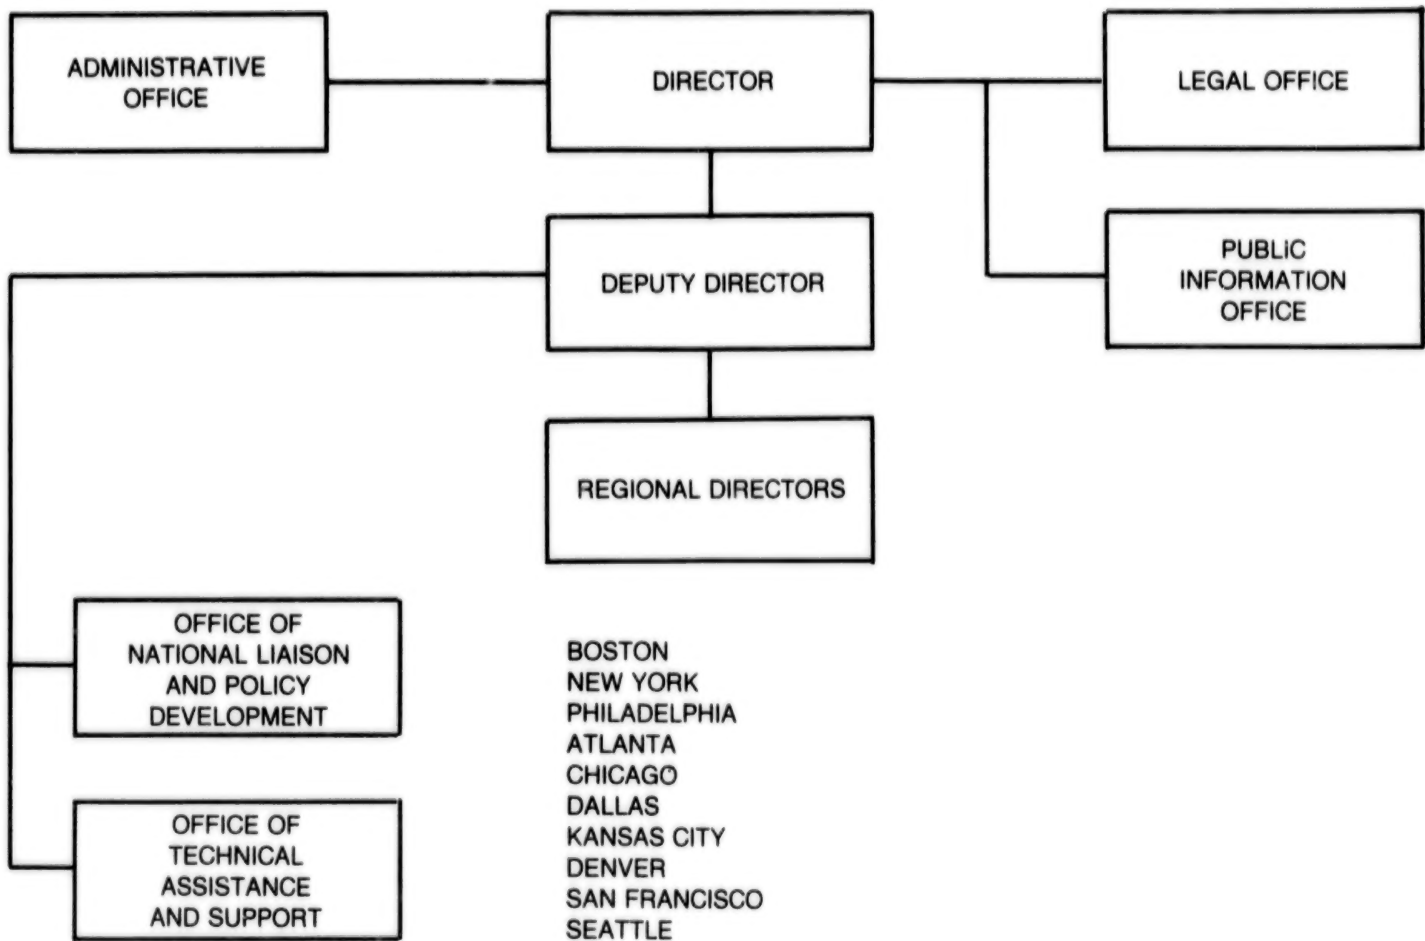 ADMINISTRATIVE
OFFICE
DIRECTOR
LEGAL OFFICE
DEPUTY DIRECTOR
PUBLIC
INFORMATION
OFFICE
REGIONAL DIRECTORS
OFFICE OF
NATIONAL LIAISON
AND POLICY
DEVELOPMENT
OFFICE OF
TECHNICAL
ASSISTANCE
AND SUPPORT
BOSTON
NEW YORK
PHILADELPHIA
ATLANTA
CHICAGO
DALLAS
KANSAS CITY
DENVER
SAN FRANCISCO
SEATTLE